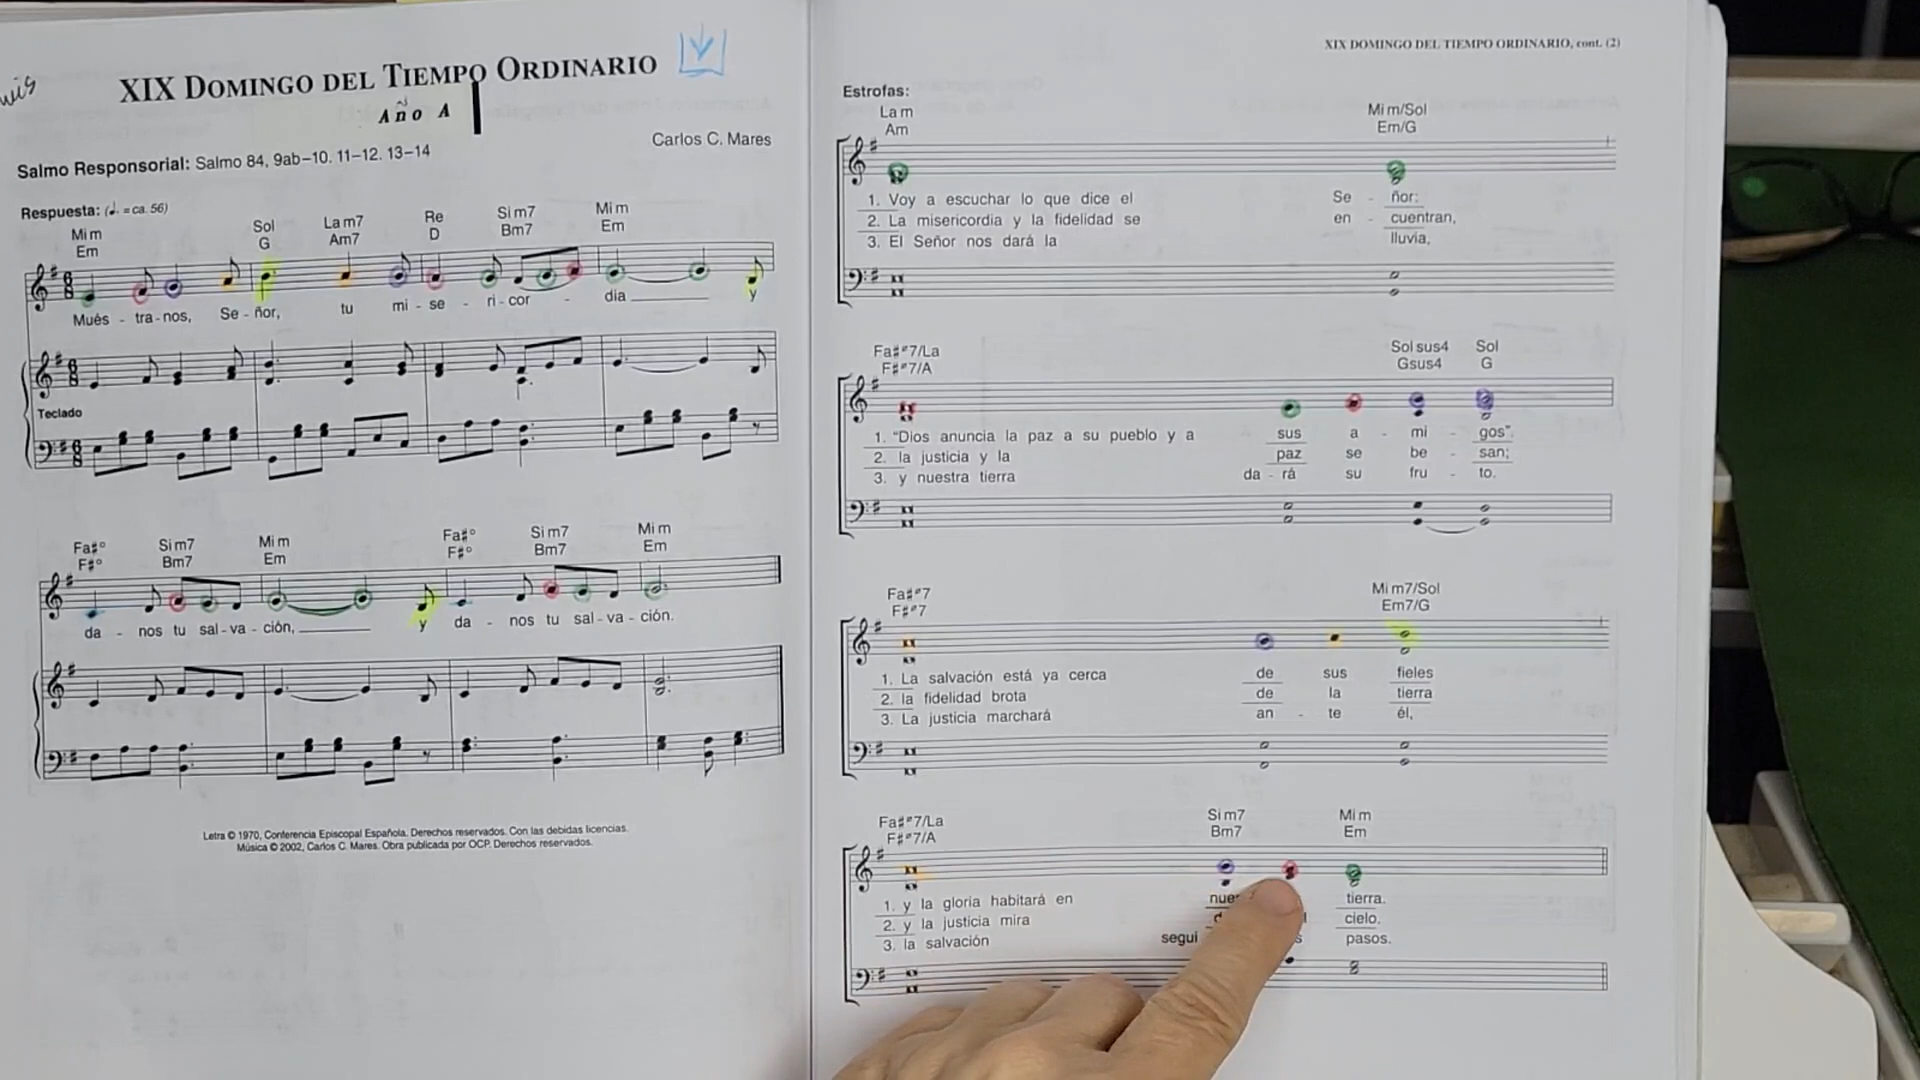 XIX DOMINGO DEL TIEMPO ORDINARIO
Año A
Carlos C. Mares
Salmo Responsorial: Salmo 84, 9ab–10. 11–12. 13–14
Respuesta: (♩. = ca. 56)
Mi m Sol La m7 Re Si m7 Mi m
Em G Am7 D Bm7 Em
Mués - tra - nos, Se - ñor, tu mi - se - ri - cor - dia y
Teclado
Fa♯° Si m7 Mi m Fa♯° Si m7 Mi m
F♯° Bm7 Em F♯° Bm7 Em
da - nos tu sal - va - ción, y da - nos tu sal - va - ción.
Letra © 1970, Conferencia Episcopal Española. Derechos reservados. Con las debidas licencias.
Música © 2002, Carlos C. Mares. Obra publicada por OCP. Derechos reservados.
XIX DOMINGO DEL TIEMPO ORDINARIO, cont. (2)
Estrofas:
La m Mi m/Sol
Am Em/G
1. Voy a escuchar lo que dice el Se - ñor:
2. La misericordia y la fidelidad se en - cuentran,
3. El Señor nos dará la lluvia,
Fa♯ø7/La Sol sus4 Sol
F♯ø7/A Gsus4 G
1. "Dios anuncia la paz a su pueblo y a sus a - mi - gos".
2. la justicia y la paz se be - san;
3. y nuestra tierra da - rá su fru - to.
Fa♯ø7 Mi m7/Sol
F♯ø7 Em7/G
1. La salvación está ya cerca de sus fieles
2. la fidelidad brota de la tierra
3. La justicia marchará an - te él,
Fa♯ø7/La Si m7 Mi m
F♯ø7/A Bm7 Em
1. y la gloria habitará en tierra.
2. y la justicia mira cielo.
3. la salvación segui pasos.